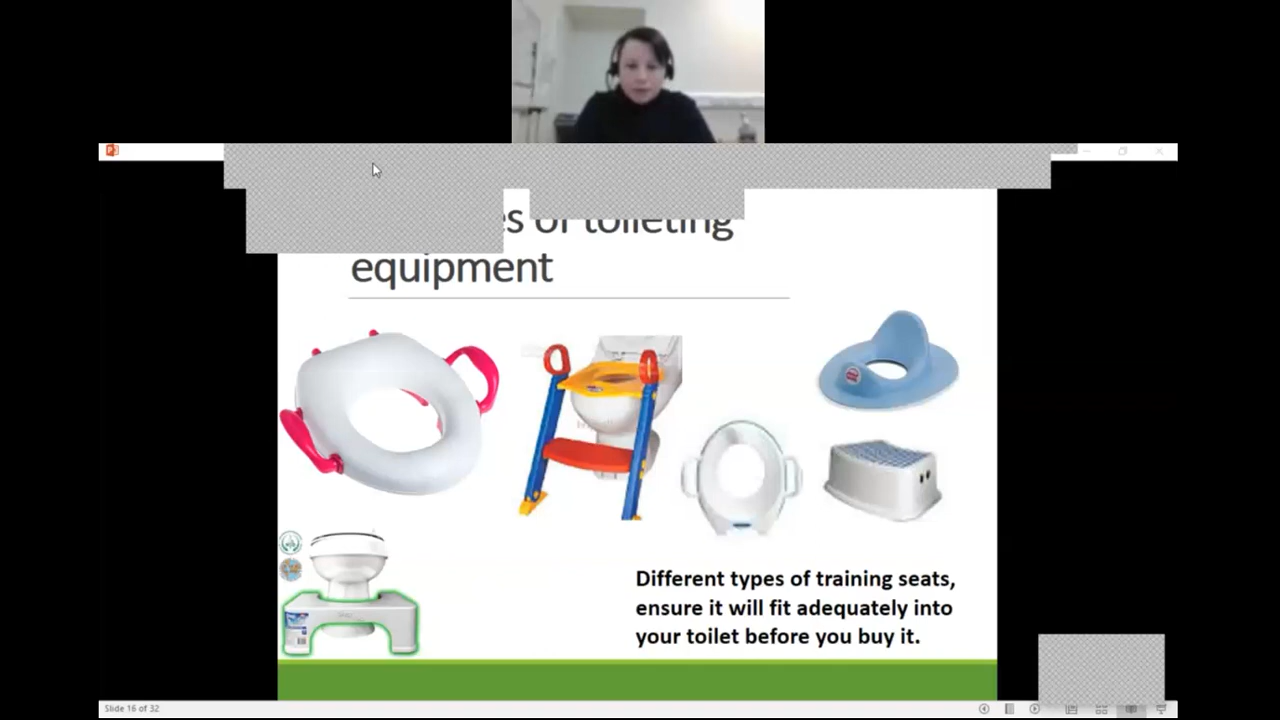 of toileting
equipment
Different types of training seats,
ensure it will fit adequately into
your toilet before you buy it.
Slide 16 of 32